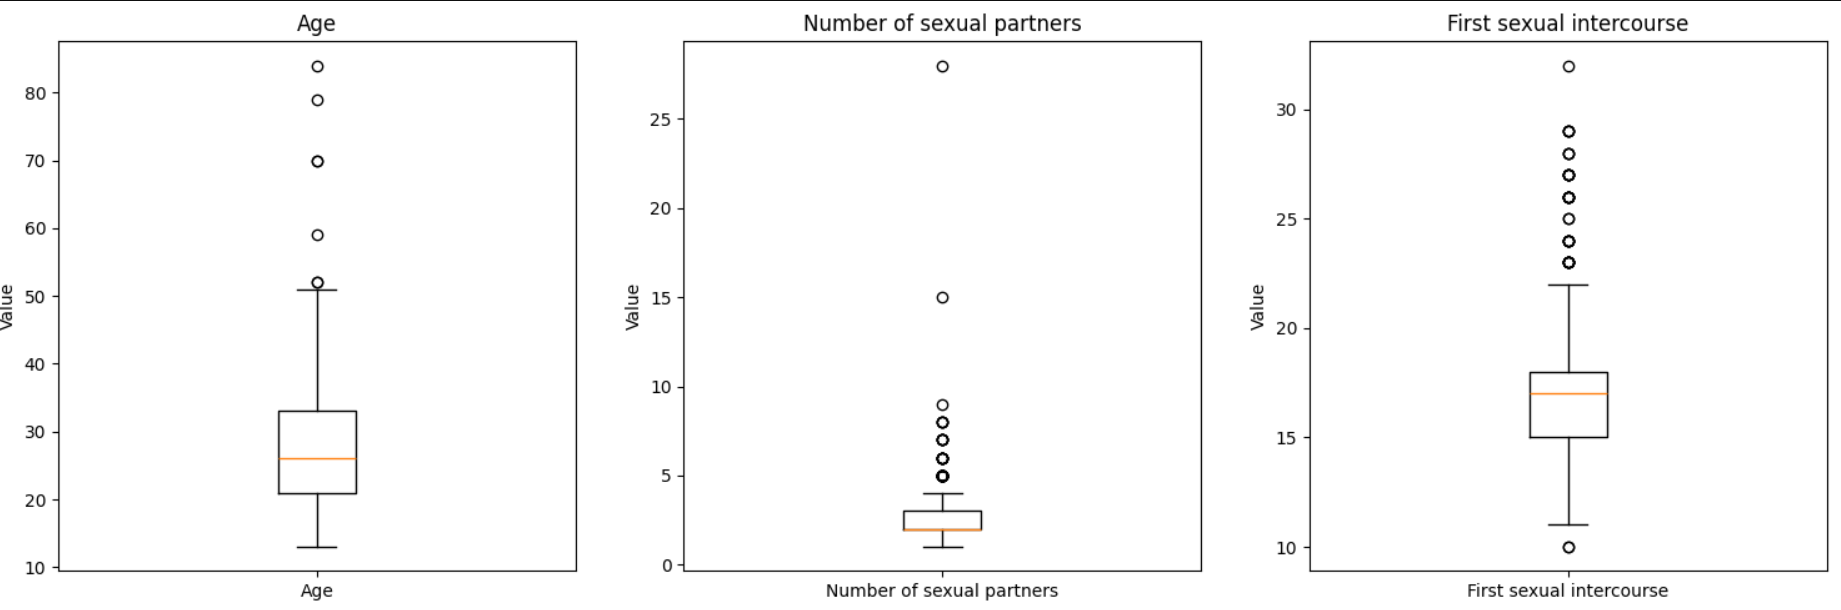 Age
Number of sexual partners
First sexual intercourse
Value
80
70
60
50
40
30
20
10
Age
Value
25
20
15
10
5
0
Number of sexual partners
Value
30
25
20
15
10
First sexual intercourse